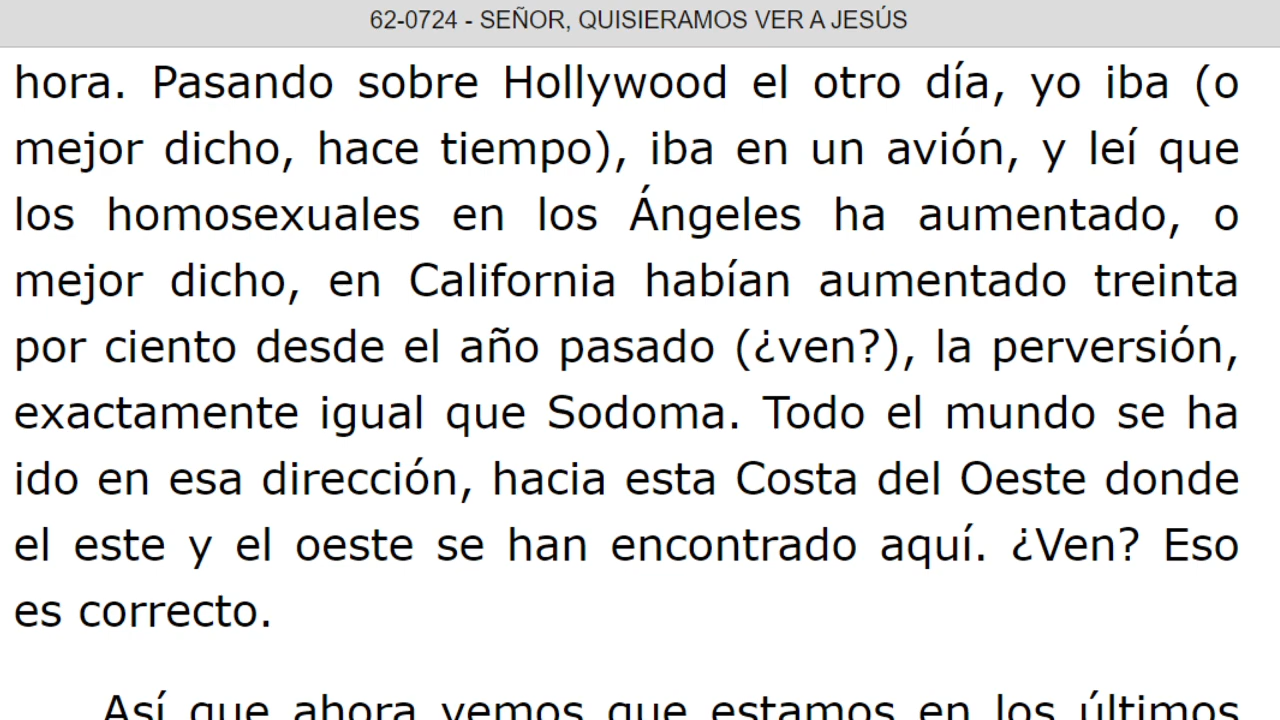 62-0724 - SEÑOR, QUISIERAMOS VER A JESÚS
hora. Pasando sobre Hollywood el otro día, yo iba (o
mejor dicho, hace tiempo), iba en un avión, y leí que
los homosexuales en los Ángeles ha aumentado, o
mejor dicho, en California habían aumentado treinta
por ciento desde el año pasado (¿ven?), la perversión,
exactamente igual que Sodoma. Todo el mundo se ha
ido en esa dirección, hacia esta Costa del Oeste donde
el este y el oeste se han encontrado aquí. ¿Ven? Eso
es correcto.
Así que ahora vemos que estamos en los últimos